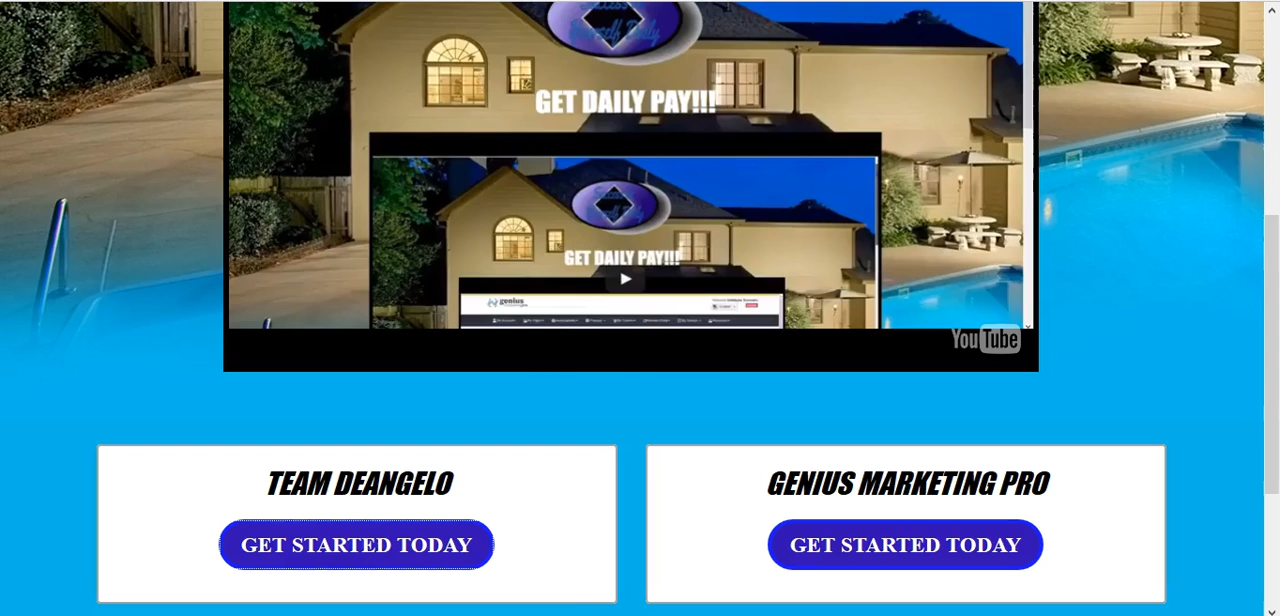 GET DAILY PAY!!!
GET DAILY PAY!!!
genius
YouTube
TEAM DEANGELO
GENIUS MARKETING PRO
GET STARTED TODAY
GET STARTED TODAY